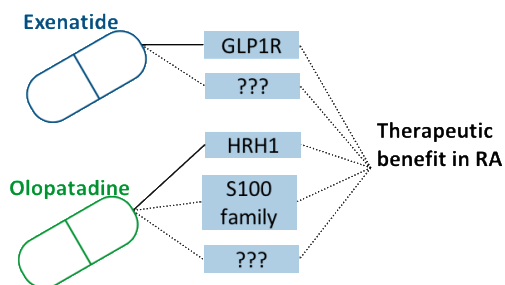 Exenatide
GLP1R
???
HRH1
Therapeutic
benefit in RA
Olopatadine
S100
family
???